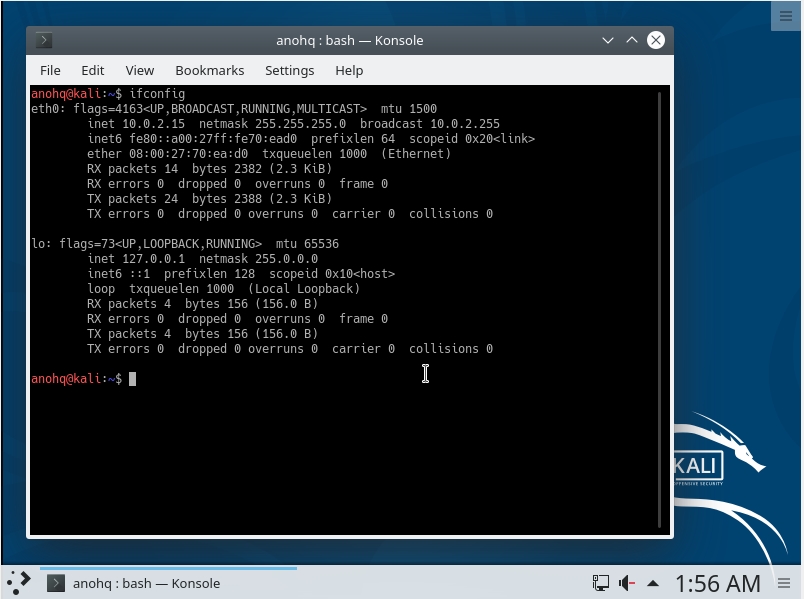 anohq : bash — Konsole
File Edit View Bookmarks Settings Help
anohq@kali:~$ ifconfig
eth0: flags=4163<UP,BROADCAST,RUNNING,MULTICAST>  mtu 1500
        inet 10.0.2.15  netmask 255.255.255.0  broadcast 10.0.2.255
        inet6 fe80::a00:27ff:fe70:ead0  prefixlen 64  scopeid 0x20<link>
        ether 08:00:27:70:ea:d0  txqueuelen 1000  (Ethernet)
        RX packets 14  bytes 2382 (2.3 KiB)
        RX errors 0  dropped 0  overruns 0  frame 0
        TX packets 24  bytes 2388 (2.3 KiB)
        TX errors 0  dropped 0 overruns 0  carrier 0  collisions 0
lo: flags=73<UP,LOOPBACK,RUNNING>  mtu 65536
        inet 127.0.0.1  netmask 255.0.0.0
        inet6 ::1  prefixlen 128  scopeid 0x10<host>
        loop  txqueuelen 1000  (Local Loopback)
        RX packets 4  bytes 156 (156.0 B)
        RX errors 0  dropped 0  overruns 0  frame 0
        TX packets 4  bytes 156 (156.0 B)
        TX errors 0  dropped 0 overruns 0  carrier 0  collisions 0
anohq@kali:~$
KALI
OFFENSIVE SECURITY
anohq : bash — Konsole
1:56 AM